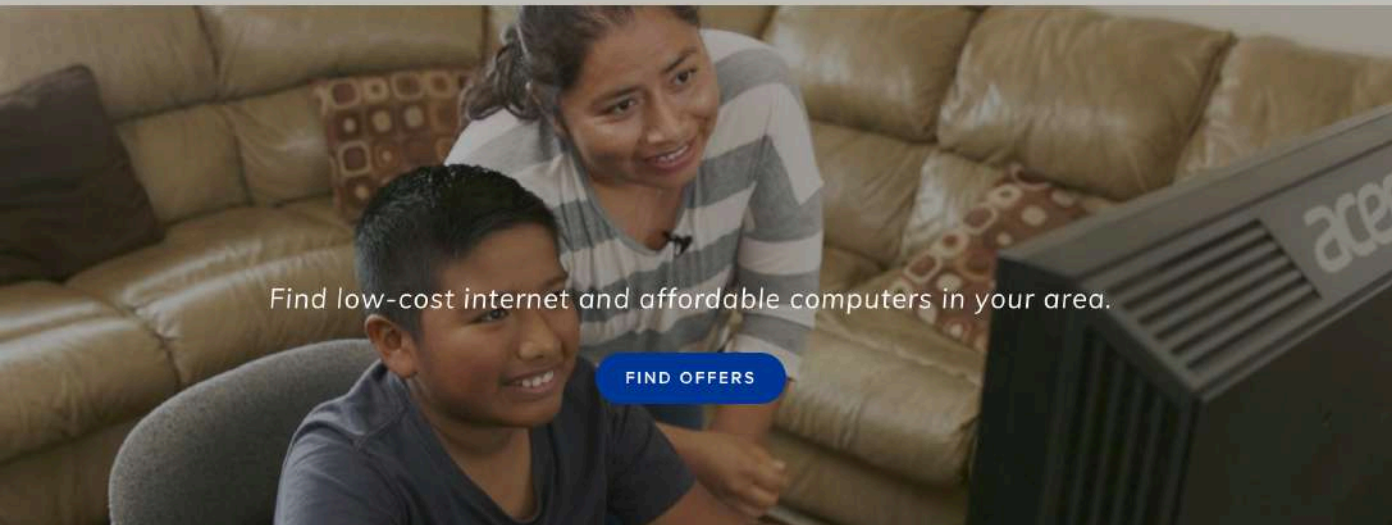 Find low-cost internet and affordable computers in your area.
FIND OFFERS
acer